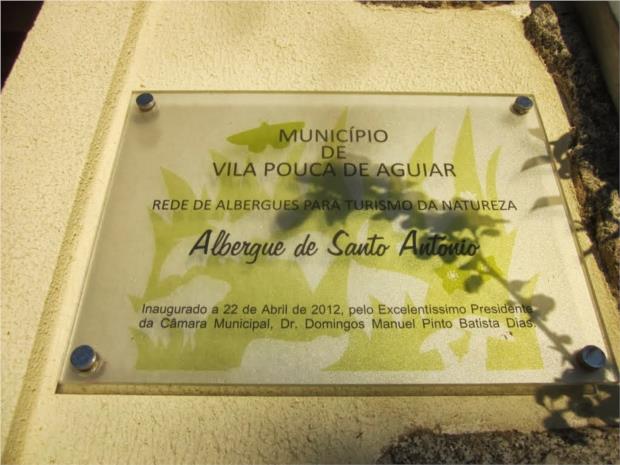 MUNICÍPIO
DE
VILA POUCA DE AGUIAR
REDE DE ALBERGUES PARA TURISMO DA NATUREZA
Albergue de Santo António
Inaugurado a 22 de Abril de 2012, pelo Excelentissimo Presidente
da Câmara Municipal, Dr. Domingos Manuel Pinto Batista Dias.